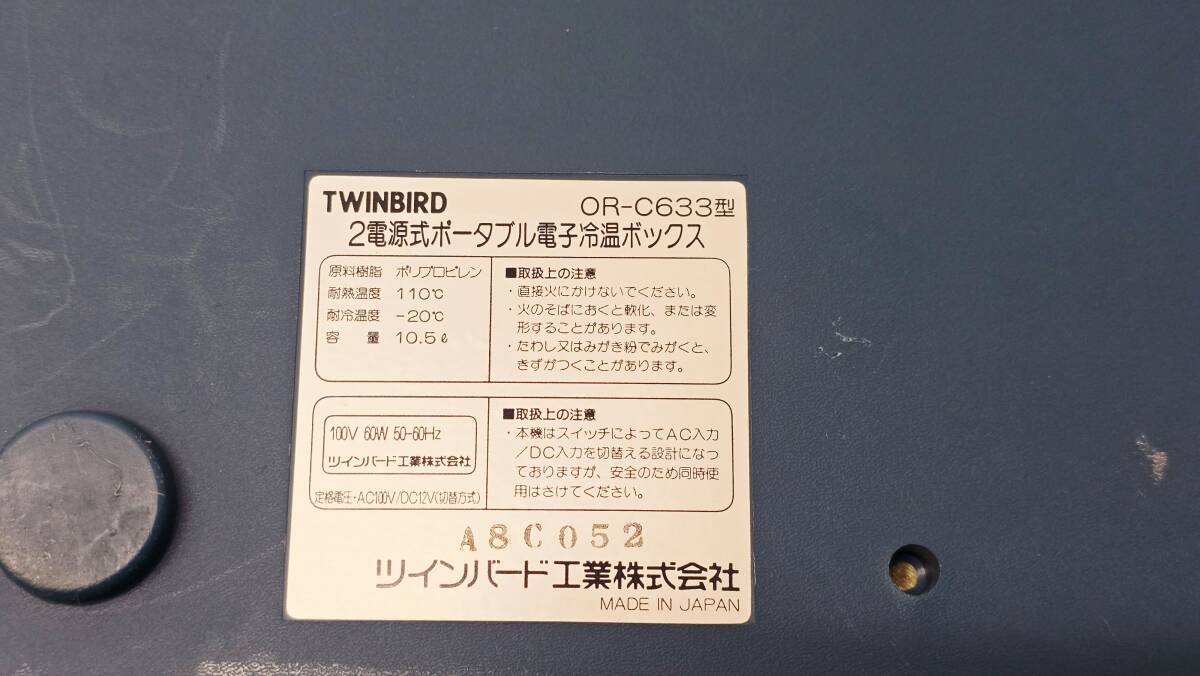 TWINBIRD
OR-C633型
2電源式ポータブル電子冷温ボックス
原料樹脂 ポリプロピレン
耐熱温度 110℃
耐冷温度 -20℃
容 量 10.5ℓ
■取扱上の注意
・直接火にかけないでください。
・火のそばにおくと軟化、または変
形することがあります。
・たわし又はみがき粉でみがくと、
きずがつくことがあります。
100V 60W 50-60Hz
ツインバード工業株式会社
定格電圧・AC100V/DC12V(切替方式)
■取扱上の注意
・本機はスイッチによってAC入力
/DC入力を切替える設計になっ
ておりますが、安全のため同時使
用はさけてください。
A8C052
ツインバード工業株式会社
MADE IN JAPAN